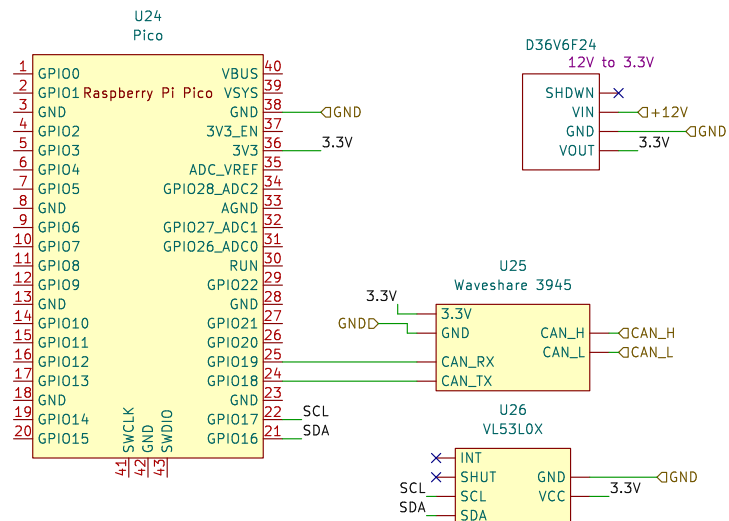 U24
Pico
1 GPIO0 VBUS 40
2 GPIO1 Raspberry Pi Pico VSYS 39
3 GND GND 38 GND
4 GPIO2 3V3_EN 37
5 GPIO3 3V3 36 3.3V
6 GPIO4 ADC_VREF 35
7 GPIO5 GPIO28_ADC2 34
8 GND AGND 33
9 GPIO6 GPIO27_ADC1 32
10 GPIO7 GPIO26_ADC0 31
11 GPIO8 RUN 30
12 GPIO9 GPIO22 29
13 GND GND 28
14 GPIO10 GPIO21 27
15 GPIO11 GPIO20 26
16 GPIO12 GPIO19 25
17 GPIO13 GPIO18 24
18 GND GND 23
19 GPIO14 GPIO17 22 SCL
20 GPIO15 GPIO16 21 SDA
SWCLK GND SWDIO
41 42 43
D36V6F24
12V to 3.3V
SHDWN
VIN +12V
GND GND
VOUT 3.3V
U25
Waveshare 3945
3.3V 3.3V
GND GND CAN_H CAN_H
CAN_L CAN_L
CAN_RX
CAN_TX
U26
VL53L0X
INT
SHUT GND GND
SCL SCL VCC 3.3V
SDA SDA